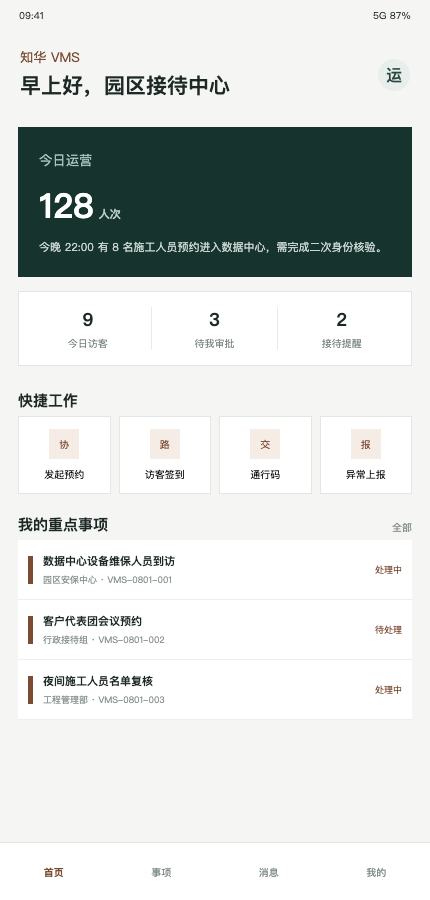 09:41
5G 87%
知华 VMS
早上好，园区接待中心
运
今日运营
128 人次
今晚 22:00 有 8 名施工人员预约进入数据中心，需完成二次身份核验。
9
今日访客
3
待我审批
2
接待提醒
快捷工作
协
发起预约
路
访客签到
交
通行码
报
异常上报
我的重点事项
全部
数据中心设备维保人员到访
园区安保中心 · VMS-0801-001
处理中
客户代表团会议预约
行政接待组 · VMS-0801-002
待处理
夜间施工人员名单复核
工程管理部 · VMS-0801-003
处理中
首页
事项
消息
我的